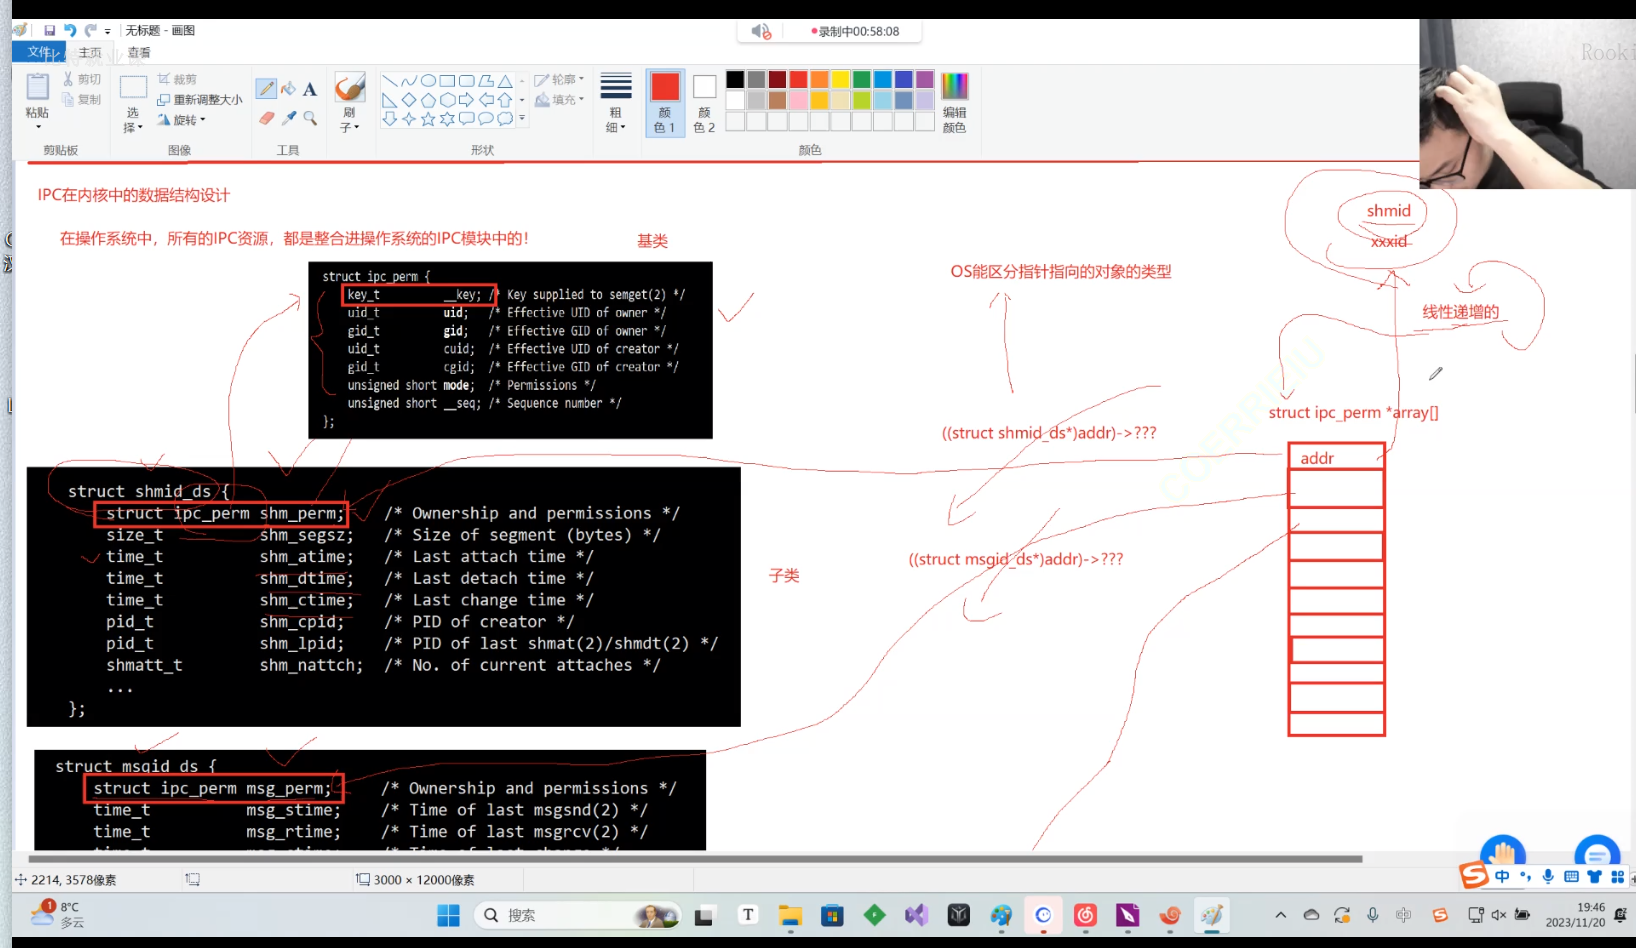 无标题 - 画图
录制中00:58:08
文件
主页
查看
Rooki
粘贴
剪切
复制
选择
裁剪
重新调整大小
旋转
A
刷子
轮廓
填充
粗细
颜色 1
颜色 2
编辑颜色
剪贴板
图像
工具
形状
颜色
IPC在内核中的数据结构设计
在操作系统中，所有的IPC资源，都是整合进操作系统的IPC模块中的！
基类
shmid
xxxid
OS能区分指针指向的对象的类型
线性递增的
struct ipc_perm {
key_t __key; /* Key supplied to semget(2) */
uid_t uid; /* Effective UID of owner */
gid_t gid; /* Effective GID of owner */
uid_t cuid; /* Effective UID of creator */
gid_t cgid; /* Effective GID of creator */
unsigned short mode; /* Permissions */
unsigned short __seq; /* Sequence number */
};
struct ipc_perm *array[]
((struct shmid_ds*)addr)->???
addr
struct shmid_ds {
struct ipc_perm shm_perm; /* Ownership and permissions */
size_t shm_segsz; /* Size of segment (bytes) */
time_t shm_atime; /* Last attach time */
time_t shm_dtime; /* Last detach time */
time_t shm_ctime; /* Last change time */
pid_t shm_cpid; /* PID of creator */
pid_t shm_lpid; /* PID of last shmat(2)/shmdt(2) */
shmatt_t shm_nattch; /* No. of current attaches */
...
};
((struct msgid_ds*)addr)->???
子类
struct msqid_ds {
struct ipc_perm msg_perm; /* Ownership and permissions */
time_t msg_stime; /* Time of last msgsnd(2) */
time_t msg_rtime; /* Time of last msgrcv(2) */
2214, 3578像素
3000 × 12000像素
中
1
8°C
多云
搜索
T
中
19:46
2023/11/20